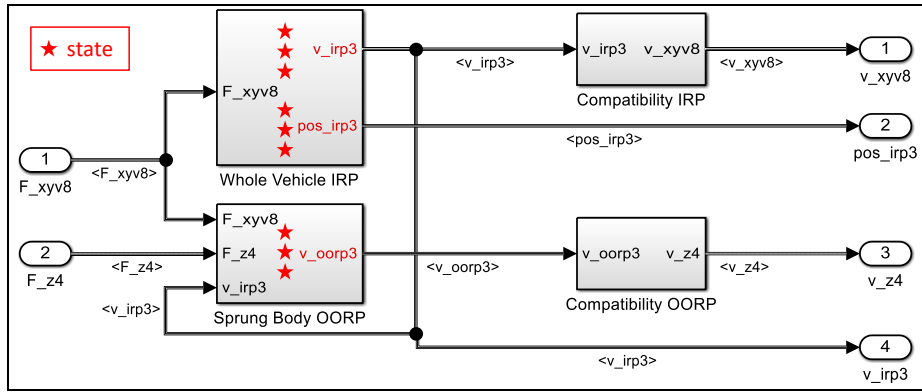 ★ state
F_xyv8
v_irp3
pos_irp3
Whole Vehicle IRP
<v_irp3>
v_irp3
v_xyv8
Compatibility IRP
<v_xyv8>
1
v_xyv8
<pos_irp3>
2
pos_irp3
1
F_xyv8
<F_xyv8>
2
F_z4
<F_z4>
<v_irp3>
F_xyv8
F_z4
v_irp3
v_oorp3
Sprung Body OORP
<v_oorp3>
v_oorp3
v_z4
Compatibility OORP
<v_z4>
3
v_z4
<v_irp3>
4
v_irp3